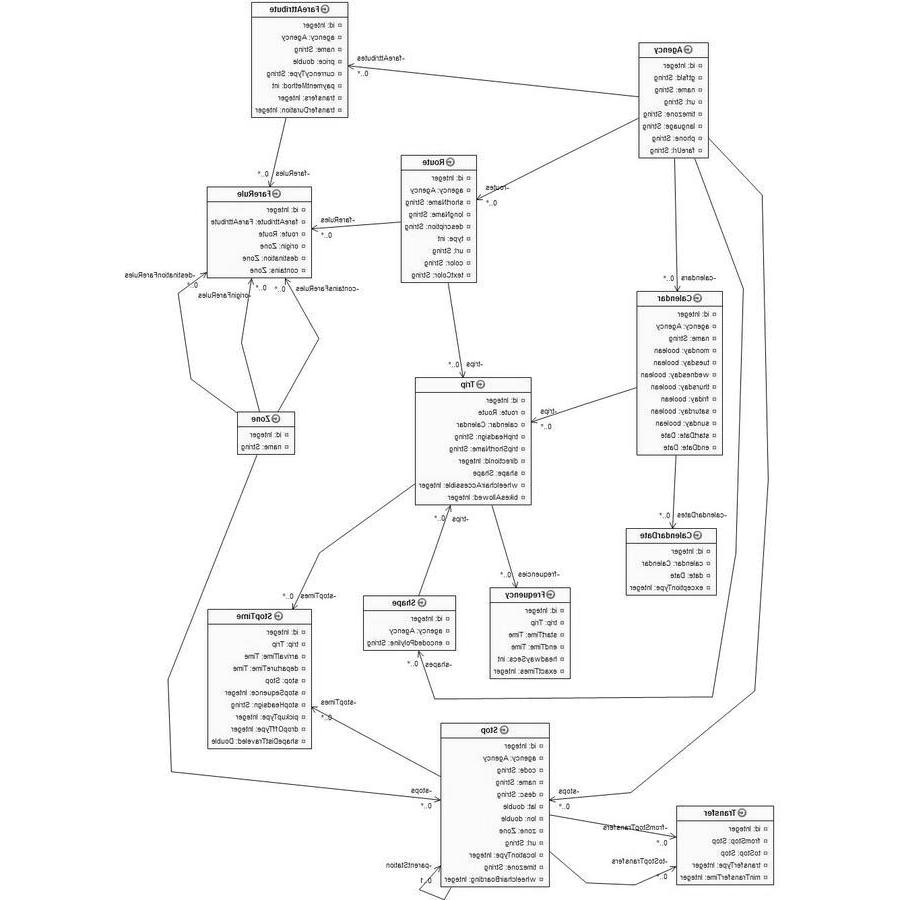 FareAttribute
id: Integer
agency: Agency
name: String
price: double
currencyType: String
paymentMethod: int
transfers: Integer
transferDuration: Integer
-fareAttributes
0..*
Agency
id: Integer
gtfsId: String
name: String
url: String
timezone: String
language: String
phone: String
fareUrl: String
Route
id: Integer
agency: Agency
shortName: String
longName: String
description: String
type: int
url: String
color: String
textColor: String
-routes
0..*
-fareRules
0..*
FareRule
id: Integer
fareAttribute: FareAttribute
route: Route
origin: Zone
destination: Zone
contains: Zone
-fareRules
0..*
-destinationFareRules
0..*
-originFareRules
0..*
-containsFareRules
0..*
-calendars
0..*
Calendar
id: Integer
agency: Agency
name: String
monday: boolean
tuesday: boolean
wednesday: boolean
thursday: boolean
friday: boolean
saturday: boolean
sunday: boolean
startDate: Date
endDate: Date
-trips
0..*
Trip
id: Integer
route: Route
calendar: Calendar
tripHeadsign: String
tripShortName: String
directionId: Integer
shape: Shape
wheelchairAccessible: Integer
bikesAllowed: Integer
-trips
0..*
Zone
id: Integer
name: String
-trips
0..*
-calendarDates
0..*
CalendarDate
id: Integer
calendar: Calendar
date: Date
exceptionType: Integer
-frequencies
0..*
Frequency
id: Integer
trip: Trip
startTime: Time
endTime: Time
headwaySecs: int
exactTimes: Integer
-stopTimes
0..*
Shape
id: Integer
agency: Agency
encodedPolyline: String
-shapes
0..*
StopTime
id: Integer
trip: Trip
arrivalTime: Time
departureTime: Time
stop: Stop
stopSequence: Integer
stopHeadsign: String
pickupType: Integer
dropOffType: Integer
shapeDistTraveled: Double
-stopTimes
0..*
Stop
id: Integer
agency: Agency
code: String
name: String
desc: String
lat: double
lon: double
zone: Zone
url: String
locationType: Integer
timezone: String
wheelchairBoarding: Integer
-stops
0..*
-stops
0..*
-parentStation
0..1
-fromStopTransfers
0..*
-toStopTransfers
0..*
Transfer
id: Integer
fromStop: Stop
toStop: Stop
transferType: Integer
minTransferTime: Integer